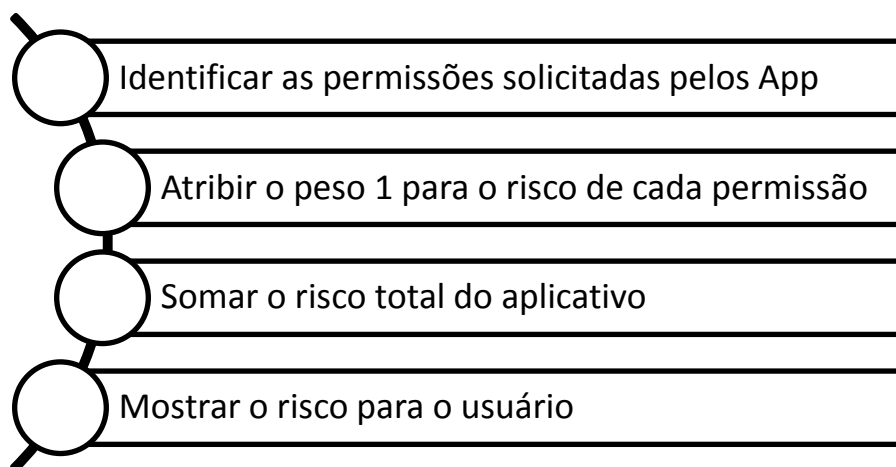 Identificar as permissões solicitadas pelos App
Atribir o peso 1 para o risco de cada permissão
Somar o risco total do aplicativo
Mostrar o risco para o usuário